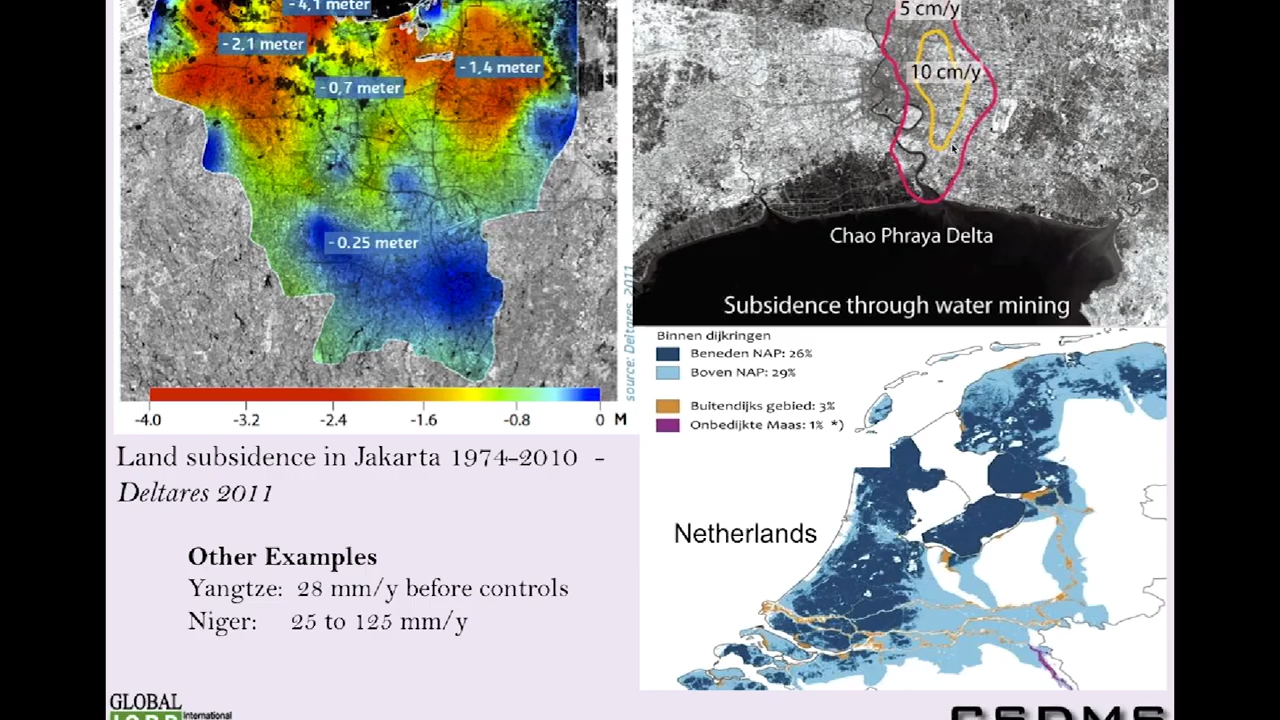 - 4,1 meter
- 2,1 meter
- 1,4 meter
- 0,7 meter
- 0.25 meter
source: Deltares, 2011
-4.0 -3.2 -2.4 -1.6 -0.8 0 M
Land subsidence in Jakarta 1974–2010 -
Deltares 2011
Other Examples
Yangtze: 28 mm/y before controls
Niger: 25 to 125 mm/y
5 cm/y
10 cm/y
Chao Phraya Delta
Subsidence through water mining
Binnen dijkringen
Beneden NAP: 26%
Boven NAP: 29%
Buitendijks gebied: 3%
Onbedijkte Maas: 1% *)
Netherlands
GLOBAL
International
CSDMS